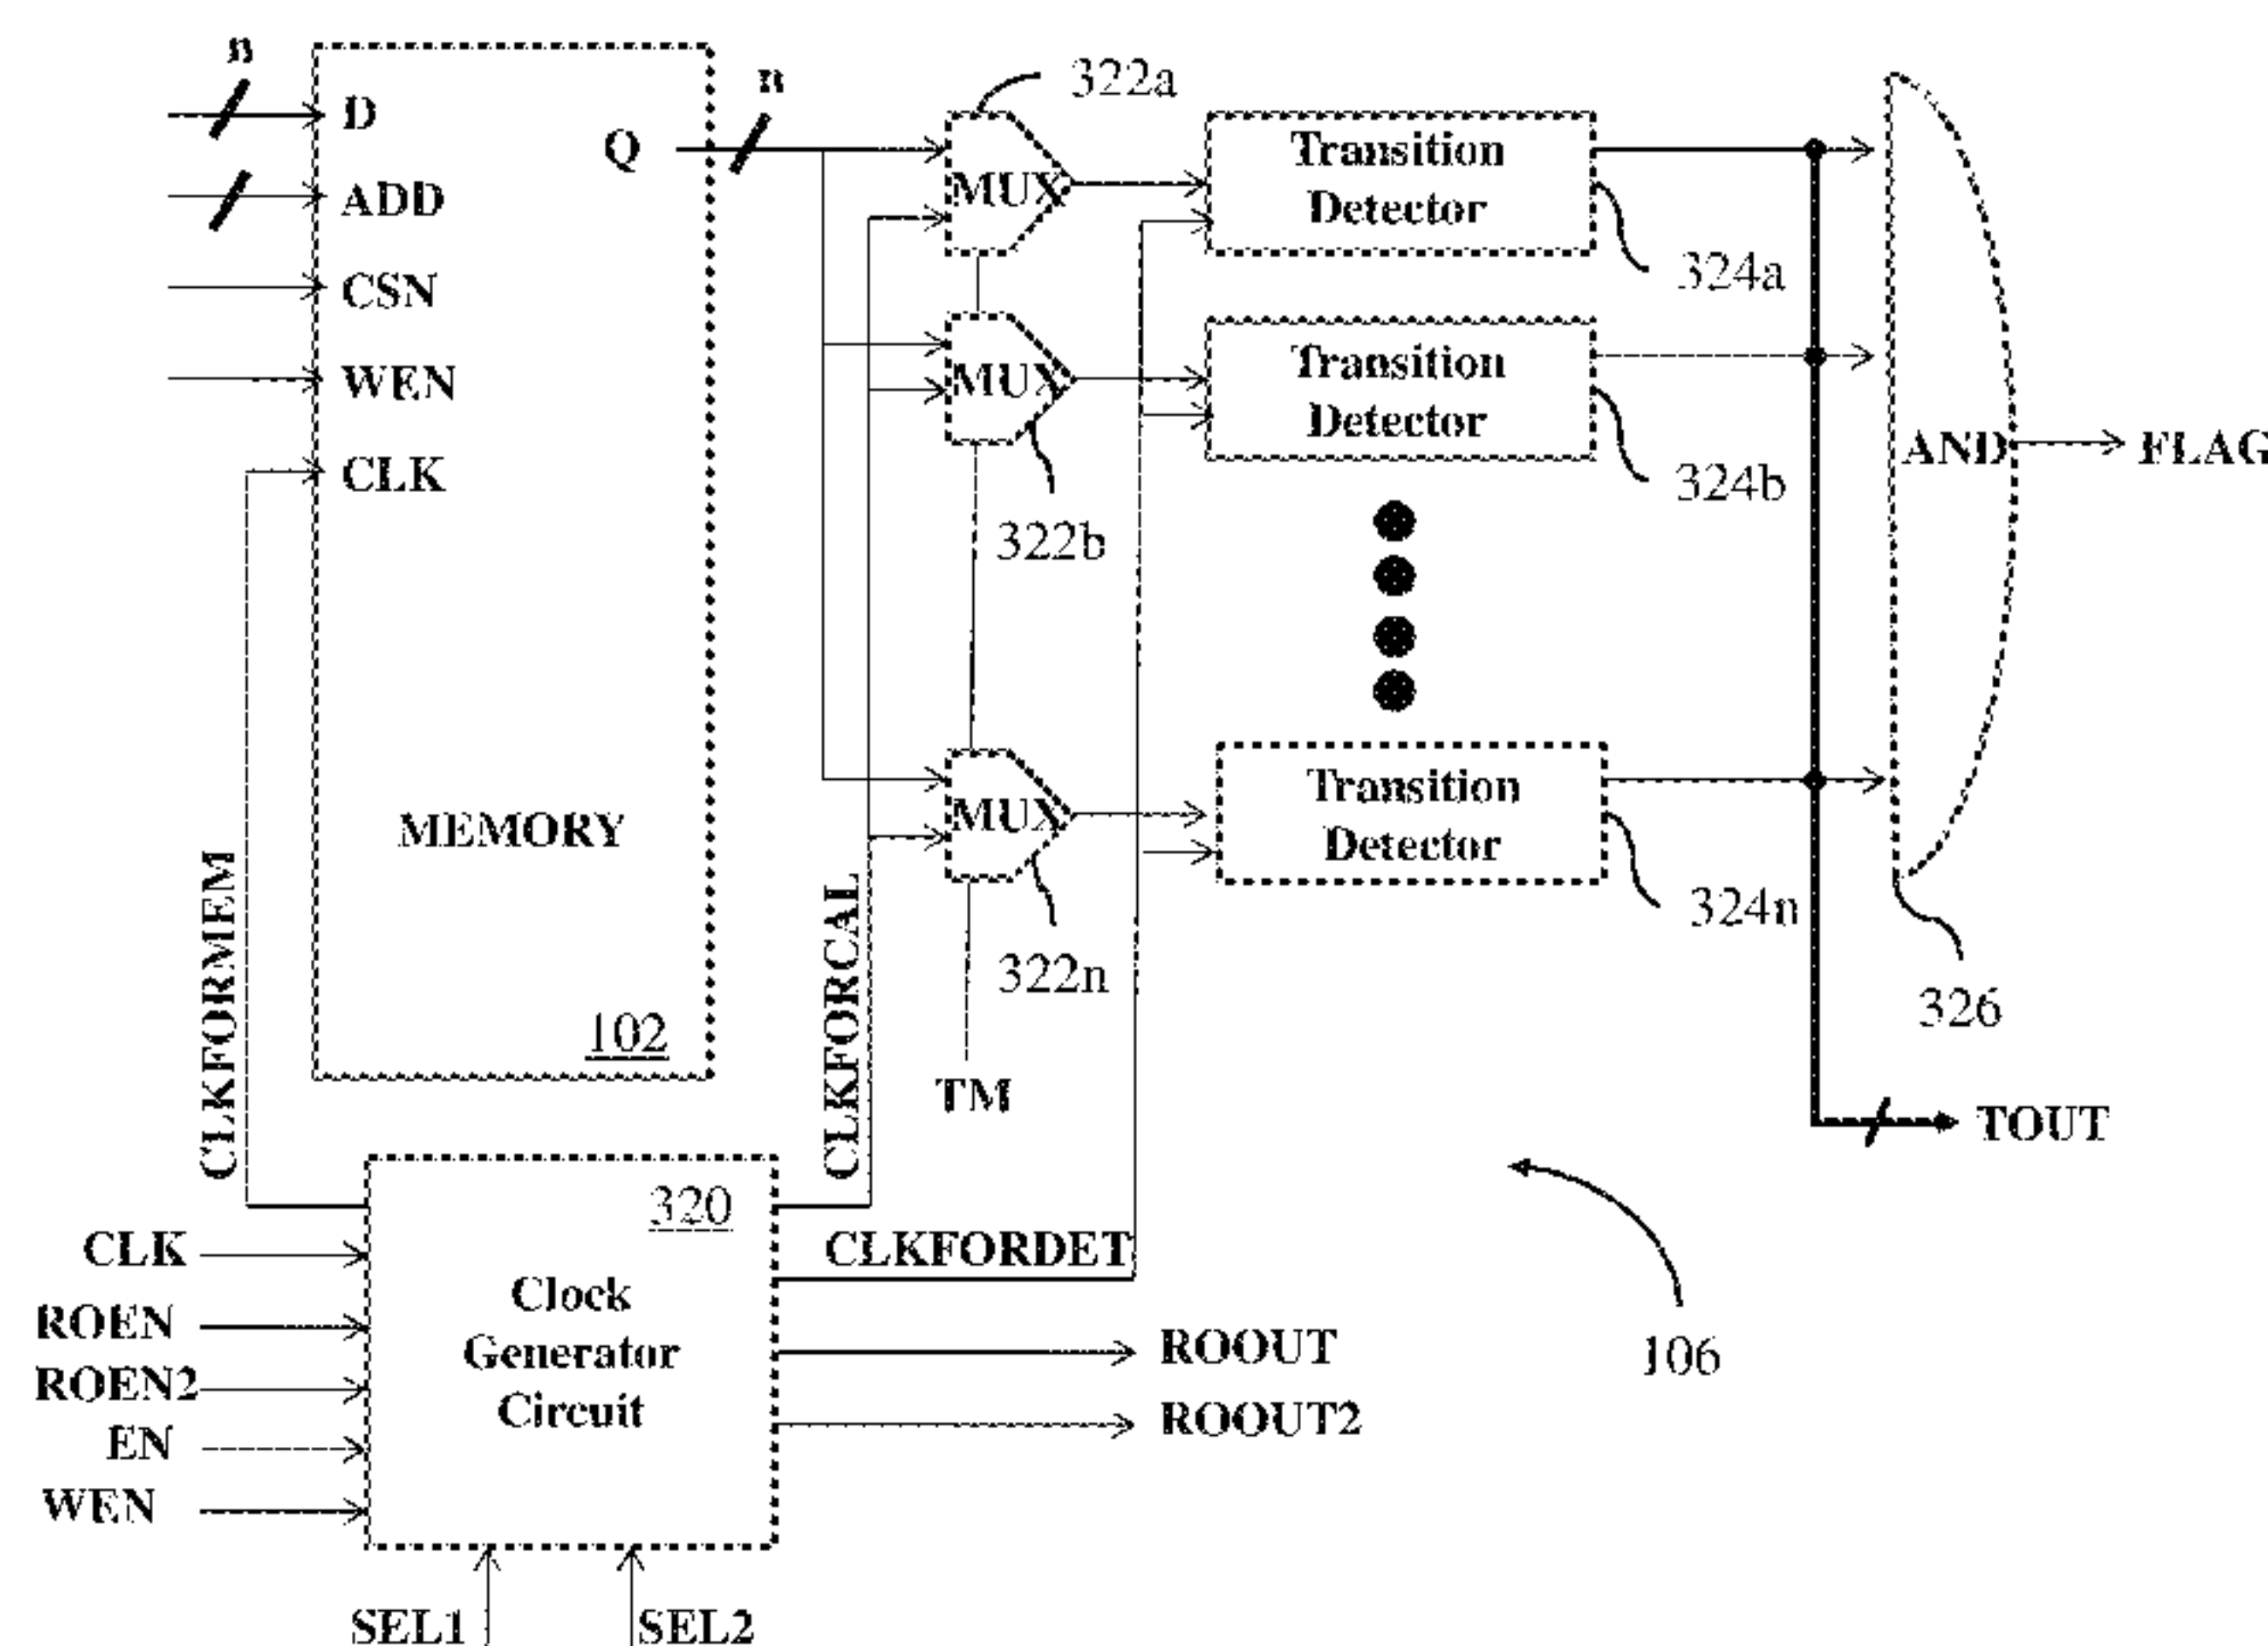 n
D
ADD
CSN
WEN
CLK
Q
n
MEMORY
102
CLKFORMEM
322a
MUX
MUX
322b
MUX
322n
TM
CLKFORCAL
Transition
Detector
324a
Transition
Detector
324b
Transition
Detector
324n
AND
FLAG
326
TOUT
106
320
Clock
Generator
Circuit
CLK
ROEN
ROEN2
EN
WEN
SEL1
SEL2
CLKFORDET
ROOUT
ROOUT2